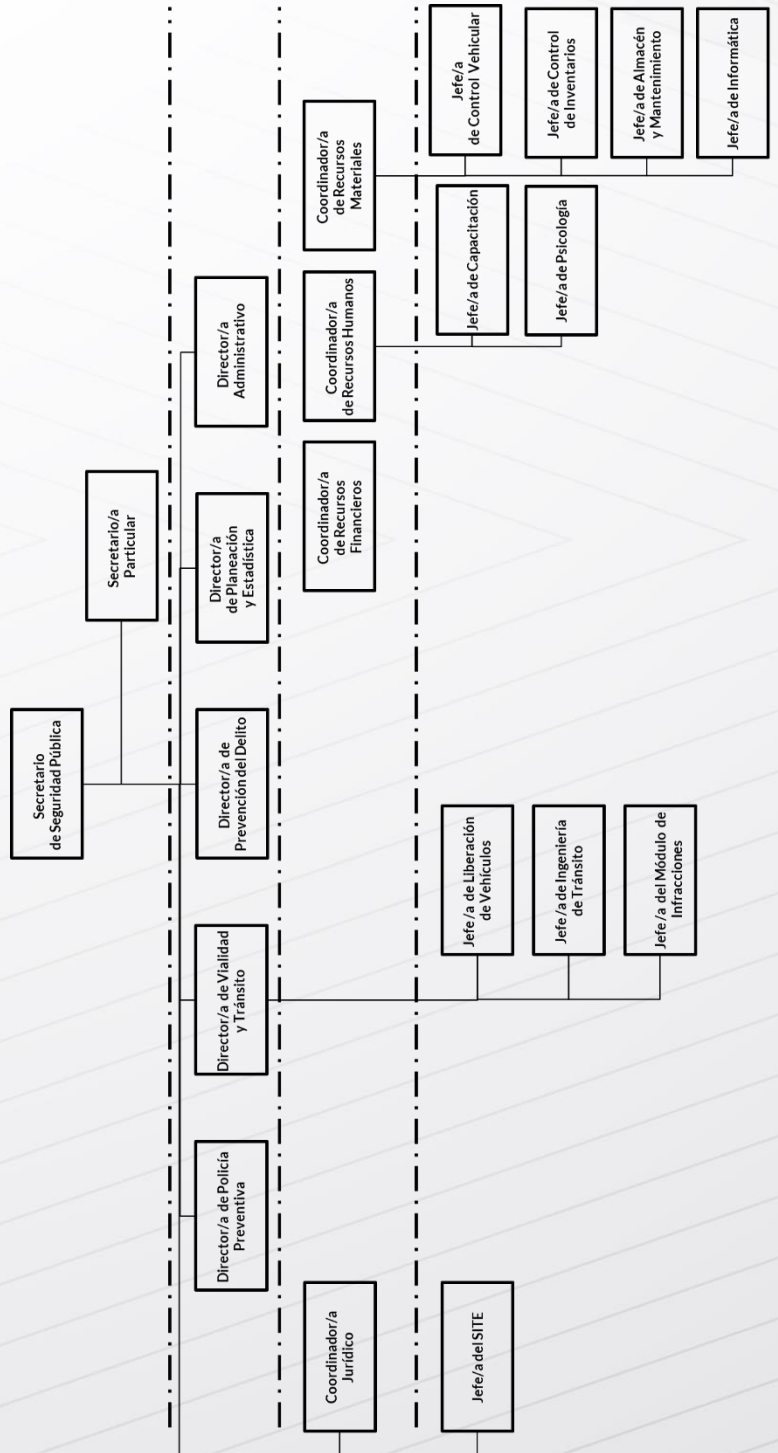 Secretario
de Seguridad Pública
Secretario/a
Particular
Director/a de Policía
Preventiva
Director/a de Vialidad
y Tránsito
Director/a de
Prevención del Delito
Director/a
de Planeación
y Estadística
Director/a
Administrativo
Coordinador/a
Jurídico
Coordinador/a
de Recursos
Financieros
Coordinador/a
de Recursos Humanos
Coordinador/a
de Recursos
Materiales
Jefe/a del SITE
Jefe/a de Liberación
de Vehículos
Jefe/a de Ingeniería
de Tránsito
Jefe/a del Módulo de
Infracciones
Jefe/a de Capacitación
Jefe/a de Psicología
Jefe/a
de Control Vehicular
Jefe/a de Control
de Inventarios
Jefe/a de Almacén
y Mantenimiento
Jefe/a de Informática